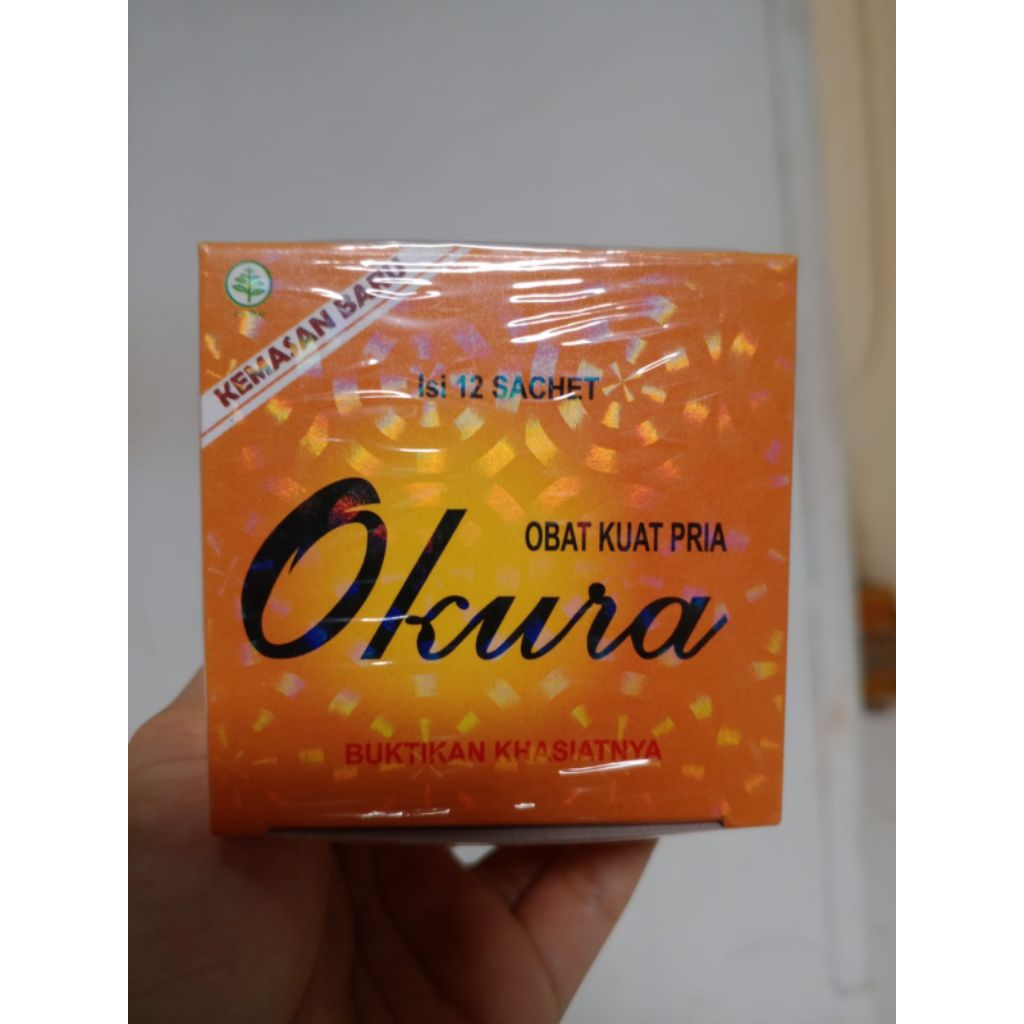 KEMASAN BARU
Isi 12 SACHET
OBAT KUAT PRIA
Okura
BUKTIKAN KHASIATNYA